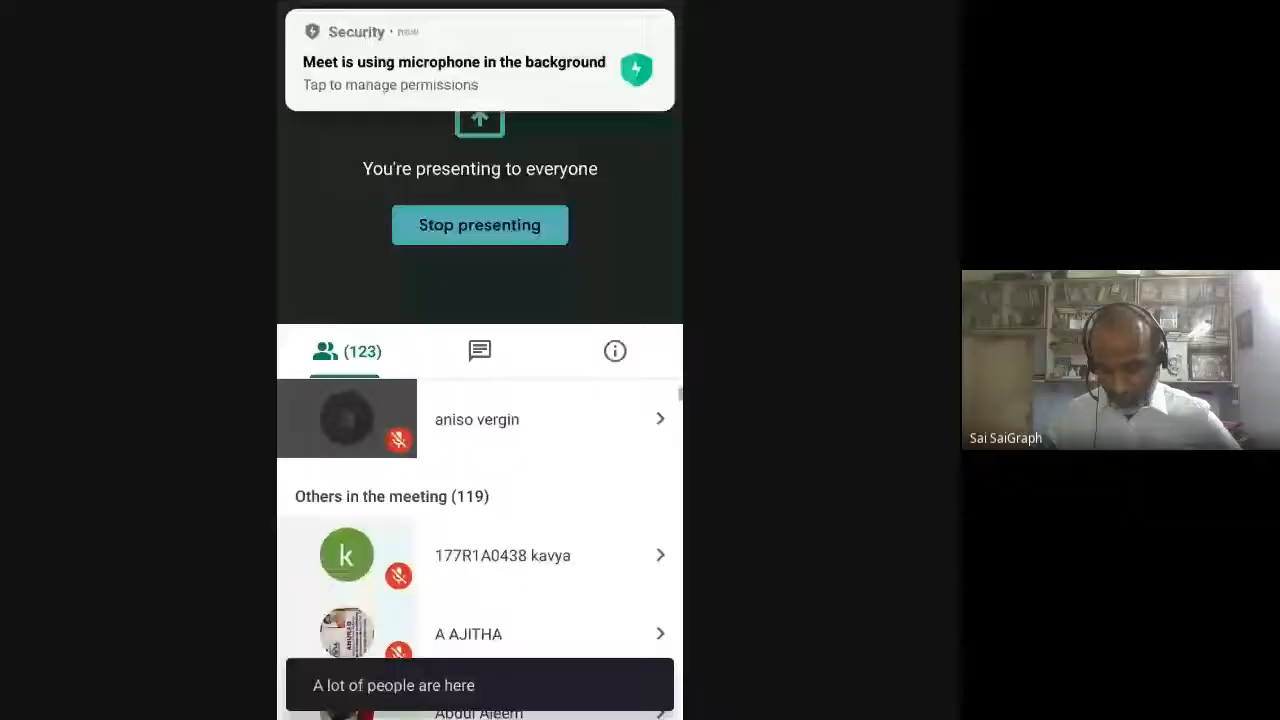 Security • now
Meet is using microphone in the background
Tap to manage permissions
You're presenting to everyone
Stop presenting
(123)
aniso vergin
Others in the meeting (119)
k
177R1A0438 kavya
A AJITHA
A lot of people are here
Abdul Aleem
Sai SaiGraph